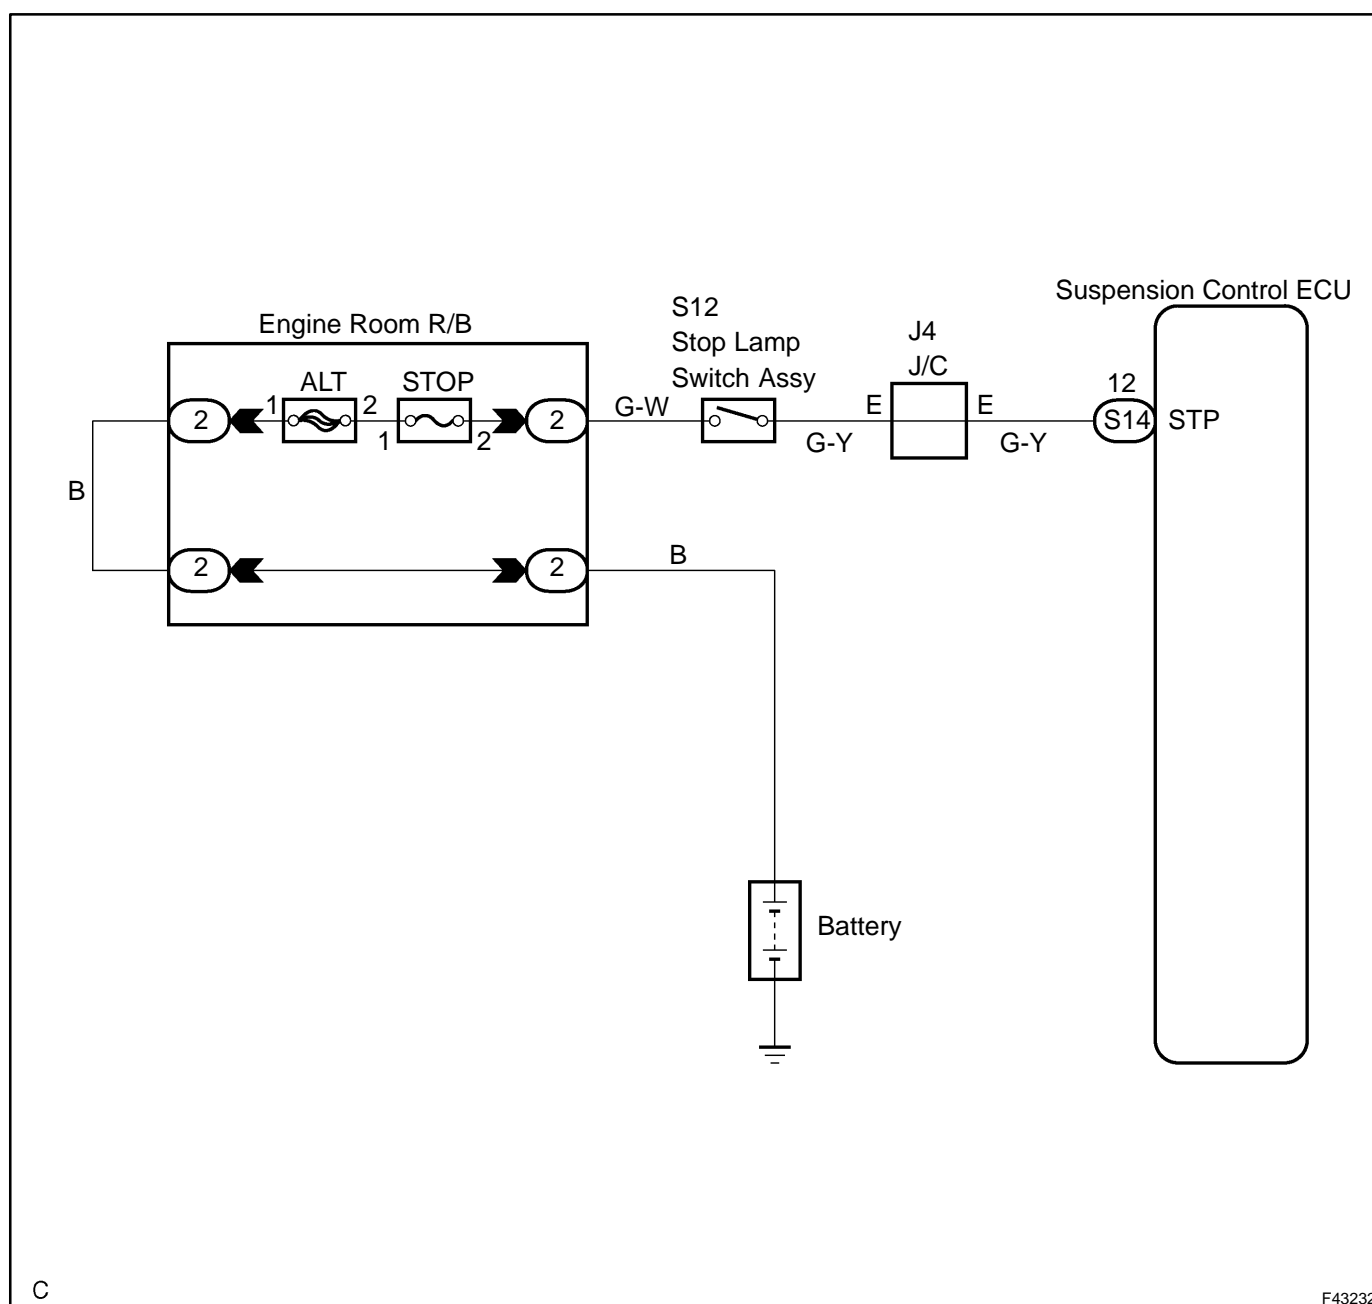 Suspension Control ECU
S12
Stop Lamp
Switch Assy
J4
J/C
Engine Room R/B
ALT
STOP
12
2
1
2
1
2
2
G-W
E
E
G-Y
G-Y
S14
STP
B
2
2
B
Battery
C
F43232